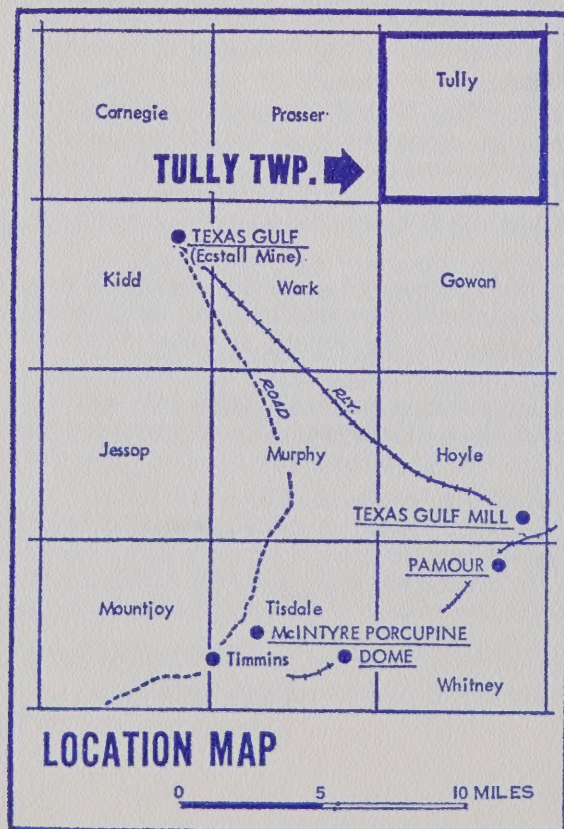 Tully
Carnegie
Prosser
TULLY TWP.
TEXAS GULF
(Ecstall Mine)
Kidd
Wark
Gowan
ROAD
RLY.
Jessop
Murphy
Hoyle
TEXAS GULF MILL
PAMOUR
Mountjoy
Tisdale
McINTYRE PORCUPINE
Timmins
DOME
Whitney
LOCATION MAP
0 5 10 MILES